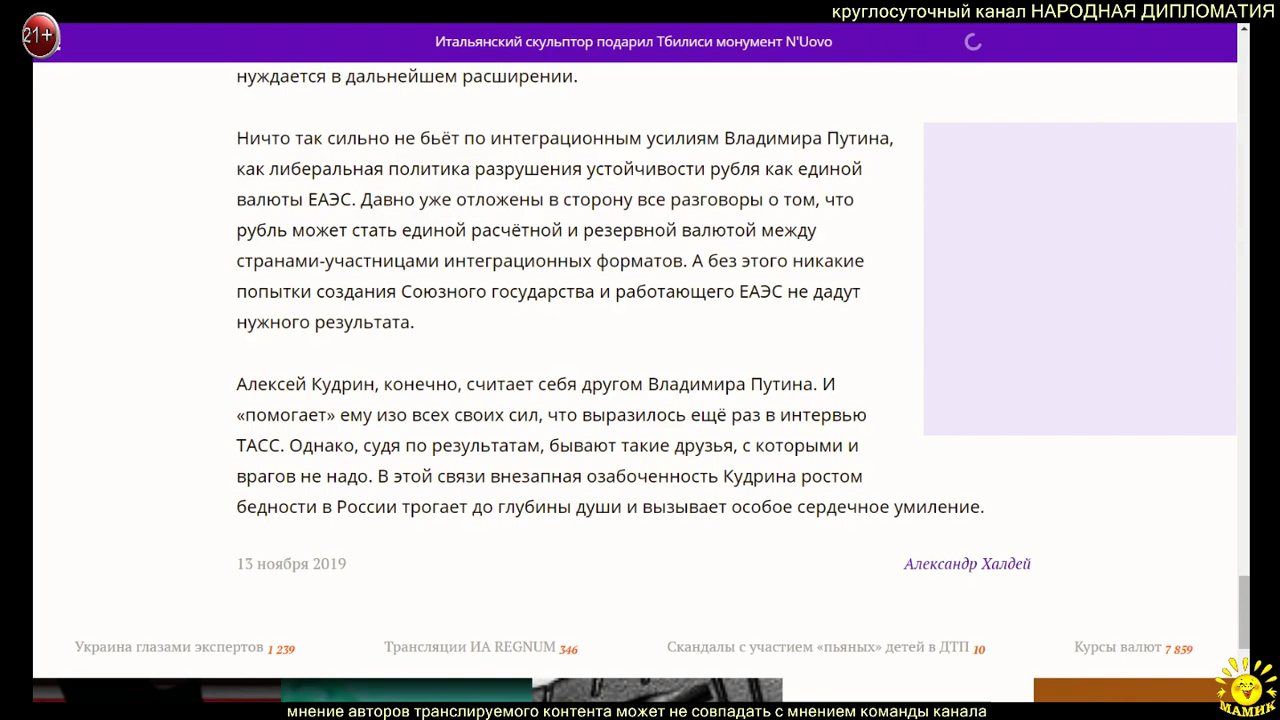 круглосуточный канал НАРОДНАЯ ДИПЛОМАТИЯ
21+
Итальянский скульптор подарил Тбилиси монумент N'Uovo
нуждается в дальнейшем расширении.
Ничто так сильно не бьёт по интеграционным усилиям Владимира Путина,
как либеральная политика разрушения устойчивости рубля как единой
валюты ЕАЭС. Давно уже отложены в сторону все разговоры о том, что
рубль может стать единой расчётной и резервной валютой между
странами-участницами интеграционных форматов. А без этого никакие
попытки создания Союзного государства и работающего ЕАЭС не дадут
нужного результата.
Алексей Кудрин, конечно, считает себя другом Владимира Путина. И
«помогает» ему изо всех своих сил, что выразилось ещё раз в интервью
ТАСС. Однако, судя по результатам, бывают такие друзья, с которыми и
врагов не надо. В этой связи внезапная озабоченность Кудрина ростом
бедности в России трогает до глубины души и вызывает особое сердечное умиление.
13 ноября 2019 Александр Халдей
Украина глазами экспертов 1 239 Трансляции ИА REGNUM 346 Скандалы с участием «пьяных» детей в ДТП 10 Курсы валют 7 859
МАМИК
мнение авторов транслируемого контента может не совпадать с мнением команды канала